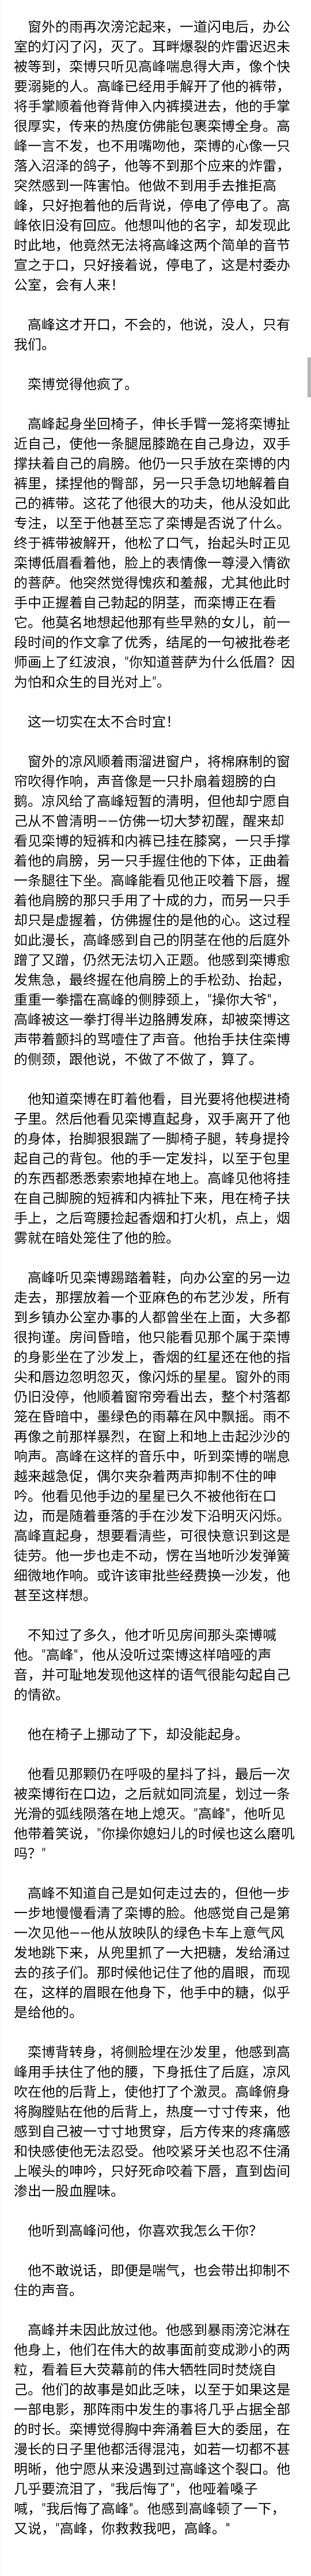 窗外的雨再次滂沱起来，一道闪电后，办公
室的灯闪了闪，灭了。耳畔爆裂的炸雷迟迟未
被等到，栾博只听见高峰喘息得大声，像个快
要溺毙的人。高峰已经用手解开了他的裤带，
将手掌顺着他脊背伸入内裤摸进去，他的手掌
很厚实，传来的热度仿佛能包裹栾博全身。高
峰一言不发，也不用嘴吻他，栾博的心像一只
落入沼泽的鸽子，他等不到那个应来的炸雷，
突然感到一阵害怕。他做不到用手去推拒高
峰，只好抱着他的后背说，停电了停电了。高
峰依旧没有回应。他想叫他的名字，却发现此
时此地，他竟然无法将高峰这两个简单的音节
宣之于口，只好接着说，停电了，这是村委办
公室，会有人来！
高峰这才开口，不会的，他说，没人，只有
我们。
栾博觉得他疯了。
高峰起身坐回椅子，伸长手臂一笼将栾博扯
近自己，使他一条腿屈膝跪在自己身边，双手
撑扶着自己的肩膀。他仍一只手放在栾博的内
裤里，揉捏他的臀部，另一只手急切地解着自
己的裤带。这花了他很大的功夫，他从没如此
专注，以至于他甚至忘了栾博是否说了什么。
终于裤带被解开，他松了口气，抬起头时正见
栾博低眉看着他，脸上的表情像一尊浸入情欲
的菩萨。他突然觉得愧疚和羞赧，尤其他此时
手中正握着自己勃起的阴茎，而栾博正在看
它。他莫名地想起他那有些早熟的女儿，前一
段时间的作文拿了优秀，结尾的一句被批卷老
师画上了红波浪，"你知道菩萨为什么低眉？因
为怕和众生的目光对上"。
这一切实在太不合时宜！
窗外的凉风顺着雨溜进窗户，将棉麻制的窗
帘吹得作响，声音像是一只扑扇着翅膀的白
鹅。凉风给了高峰短暂的清明，但他却宁愿自
己从不曾清明——仿佛一切大梦初醒，醒来却
看见栾博的短裤和内裤已挂在膝窝，一只手撑
着他的肩膀，另一只手握住他的下体，正曲着
一条腿往下坐。高峰能看见他正咬着下唇，握
着他肩膀的那只手用了十成的力，而另一只手
却只是虚握着，仿佛握住的是他的心。这过程
如此漫长，高峰感到自己的阴茎在他的后庭外
蹭了又蹭，仍然无法切入正题。他感到栾博愈
发焦急，最终握在他肩膀上的手松劲、抬起，
重重一拳擂在高峰的侧脖颈上，"操你大爷"，
高峰被这一拳打得半边胳膊发麻，却被栾博这
声带着颤抖的骂噎住了声音。他抬手扶住栾博
的侧颈，跟他说，不做了不做了，算了。
他知道栾博在盯着他看，目光要将他楔进椅
子里。然后他看见栾博直起身，双手离开了他
的身体，抬脚狠狠踹了一脚椅子腿，转身提拎
起自己的背包。他的手一定发抖，以至于包里
的东西都悉悉索索地掉在地上。高峰见他将挂
在自己脚腕的短裤和内裤扯下来，甩在椅子扶
手上，之后弯腰捡起香烟和打火机，点上，烟
雾就在暗处笼住了他的脸。
高峰听见栾博踢踏着鞋，向办公室的另一边
走去，那摆放着一个亚麻色的布艺沙发，所有
到乡镇办公室办事的人都曾坐在上面，大多都
很拘谨。房间昏暗，他只能看见那个属于栾博
的身影坐在了沙发上，香烟的红星还在他的指
尖和唇边忽明忽灭，像闪烁的星星。窗外的雨
仍旧没停，他顺着窗帘旁看出去，整个村落都
笼在昏暗中，墨绿色的雨幕在风中飘摇。雨不
再像之前那样暴烈，在窗上和地上击起沙沙的
响声。高峰在这样的音乐中，听到栾博的喘息
越来越急促，偶尔夹杂着两声抑制不住的呻
吟。他看见他手边的星星已久不被他衔在口
边，而是随着垂落的手在沙发下沿明灭闪烁。
高峰直起身，想要看清些，可很快意识到这是
徒劳。他一步也走不动，愣在当地听沙发弹簧
细微地作响。或许该审批些经费换一沙发，他
甚至这样想。
不知过了多久，他才听见房间那头栾博喊
他。"高峰"，他从没听过栾博这样喑哑的声
音，并可耻地发现他这样的语气很能勾起自己
的情欲。
他在椅子上挪动了下，却没能起身。
他看见那颗仍在呼吸的星抖了抖，最后一次
被栾博衔在口边，之后就如同流星，划过一条
光滑的弧线陨落在地上熄灭。"高峰"，他听见
他带着笑说，"你操你媳妇儿的时候也这么磨叽
吗？"
高峰不知道自己是如何走过去的，但他一步
一步地慢慢看清了栾博的脸。他感觉自己是第
一次见他——他从放映队的绿色卡车上意气风
发地跳下来，从兜里抓了一大把糖，发给涌过
去的孩子们。那时候他记住了他的眉眼，而现
在，这样的眉眼在他身下，他手中的糖，似乎
是给他的。
栾博背转身，将侧脸埋在沙发里，他感到高
峰用手扶住了他的腰，下身抵住了后庭，凉风
吹在他的后背上，使他打了个激灵。高峰俯身
将胸膛贴在他的后背上，热度一寸寸传来，他
感到自己被一寸寸地贯穿，后方传来的疼痛感
和快感使他无法忍受。他咬紧牙关也忍不住涌
上喉头的呻吟，只好死命咬着下唇，直到齿间
渗出一股血腥味。
他听到高峰问他，你喜欢我怎么干你？
他不敢说话，即便是喘气，也会带出抑制不
住的声音。
高峰并未因此放过他。他感到暴雨滂沱淋在
他身上，他们在伟大的故事面前变成渺小的两
粒，看着巨大荧幕前的伟大牺牲同时焚烧自
己。他们的故事是如此乏味，以至于如果这是
一部电影，那阵雨中发生的事将几乎占据全部
的时长。栾博觉得胸中奔涌着巨大的委屈，在
漫长的日子里他都活得混沌，如若一切都不甚
明晰，他宁愿从来没遇到过高峰这个裂口。他
几乎要流泪了，"我后悔了"，他哑着嗓子
喊，"我后悔了高峰"。他感到高峰顿了一下，
又说，"高峰，你救救我吧，高峰。"